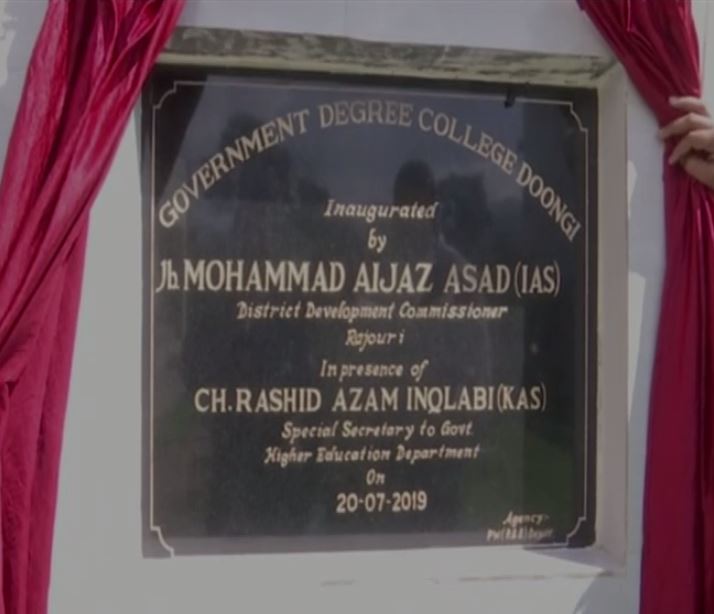 GOVERNMENT DEGREE COLLEGE DOONGI
Inaugurated
by
Jb. MOHAMMAD AIJAZ ASAD (IAS)
District Development Commissioner
Rajouri
In presence of
CH. RASHID AZAM INQLABI (KAS)
Special Secretary to Govt.
Higher Education Department
On
20-07-2019
Agency-
PW(R&B)